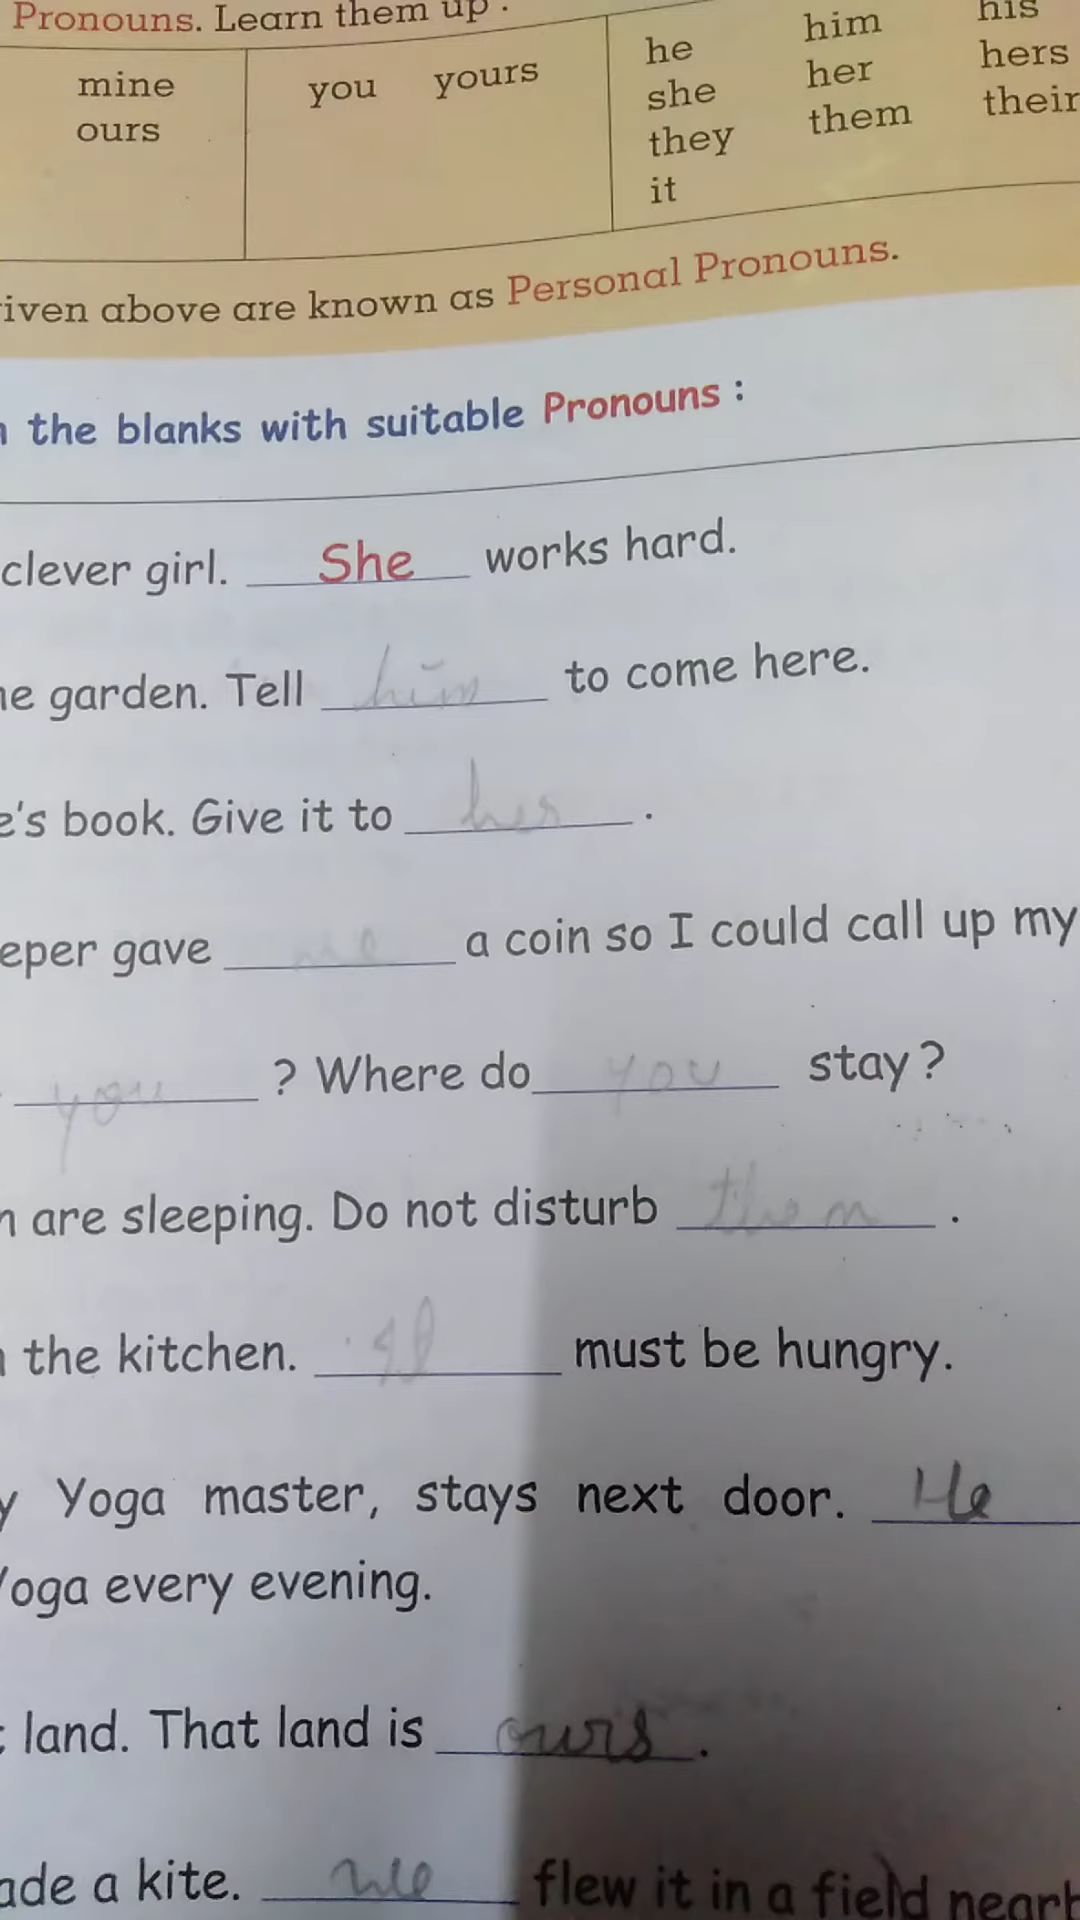 Pronouns. Learn them up :
mine you yours he him his
ours she her hers
they them their
it
iven above are known as Personal Pronouns.
the blanks with suitable Pronouns :
clever girl. She works hard.
he garden. Tell him to come here.
e's book. Give it to her .
eper gave me a coin so I could call up my
you ? Where do you stay ?
n are sleeping. Do not disturb them .
the kitchen. must be hungry.
y Yoga master, stays next door. He
Yoga every evening.
land. That land is ours .
ade a kite. we flew it in a field nearb